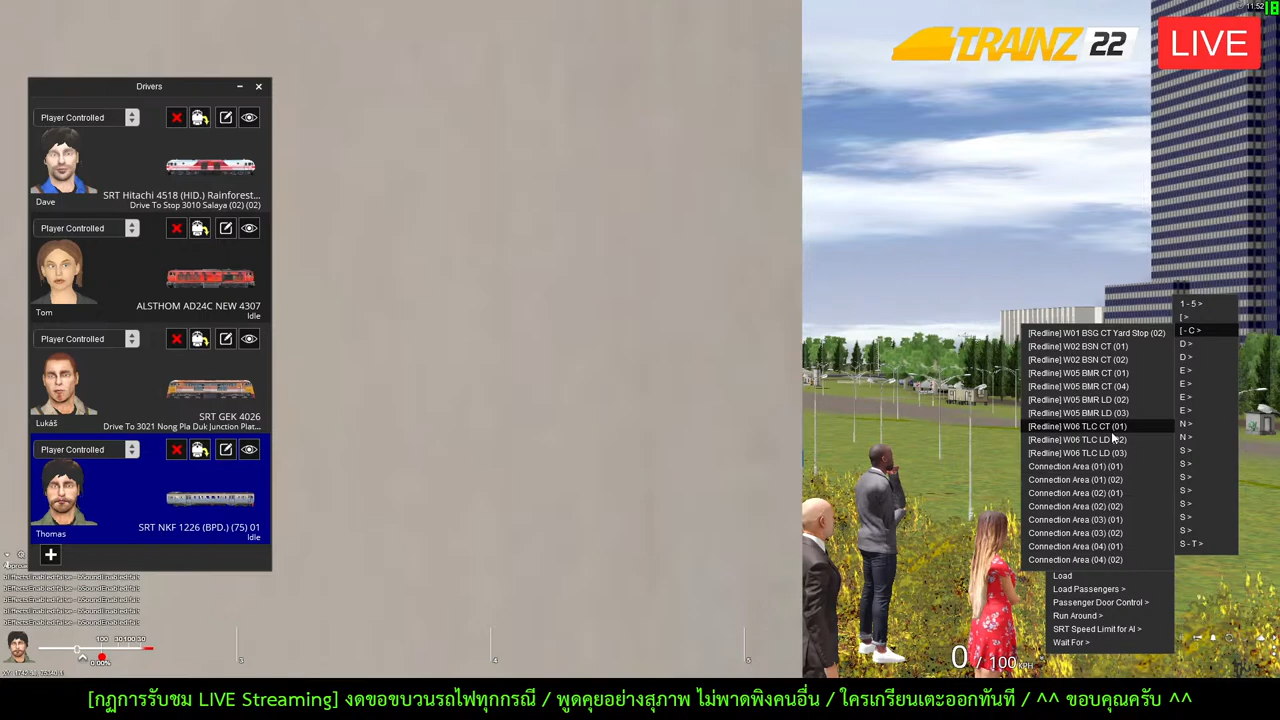 11:52
18
TRAINZ 22
LIVE
Drivers
Player Controlled
SRT Hitachi 4518 (HID.) Rainforest...
Drive To Stop 3010 Salaya (02) (02)
Dave
Player Controlled
ALSTHOM AD24C NEW 4307
Idle
Tom
Player Controlled
SRT GEK 4026
Drive To 3021 Nong Pla Duk Junction Plat...
Lukáš
Player Controlled
SRT NKF 1226 (BPD.) (75) 01
Idle
Thomas
[Redline] W01 BSG CT Yard Stop (02)
[Redline] W02 BSN CT (01)
[Redline] W02 BSN CT (02)
[Redline] W05 BMR CT (01)
[Redline] W05 BMR CT (04)
[Redline] W05 BMR LD (02)
[Redline] W05 BMR LD (03)
[Redline] W06 TLC CT (01)
[Redline] W06 TLC LD (02)
[Redline] W06 TLC LD (03)
Connection Area (01) (01)
Connection Area (01) (02)
Connection Area (02) (01)
Connection Area (02) (02)
Connection Area (03) (01)
Connection Area (03) (02)
Connection Area (04) (01)
Connection Area (04) (02)
1 - 5 >
[ >
[ - C >
D >
D >
E >
E >
E >
E >
N >
N >
S >
S >
S >
S >
S >
S >
S >
S - T >
Load
Load Passengers >
Passenger Door Control >
Run Around >
SRT Speed Limit for AI >
Wait For >
0 / 100 KPH
100
0.00%
3
4
5
[กฏการรับชม LIVE Streaming] งดขอขบวนรถไฟทุกกรณี / พูดคุยอย่างสุภาพ ไม่พาดพิงคนอื่น / ใครเกรียนเตะออกทันที / ^^ ขอบคุณครับ ^^